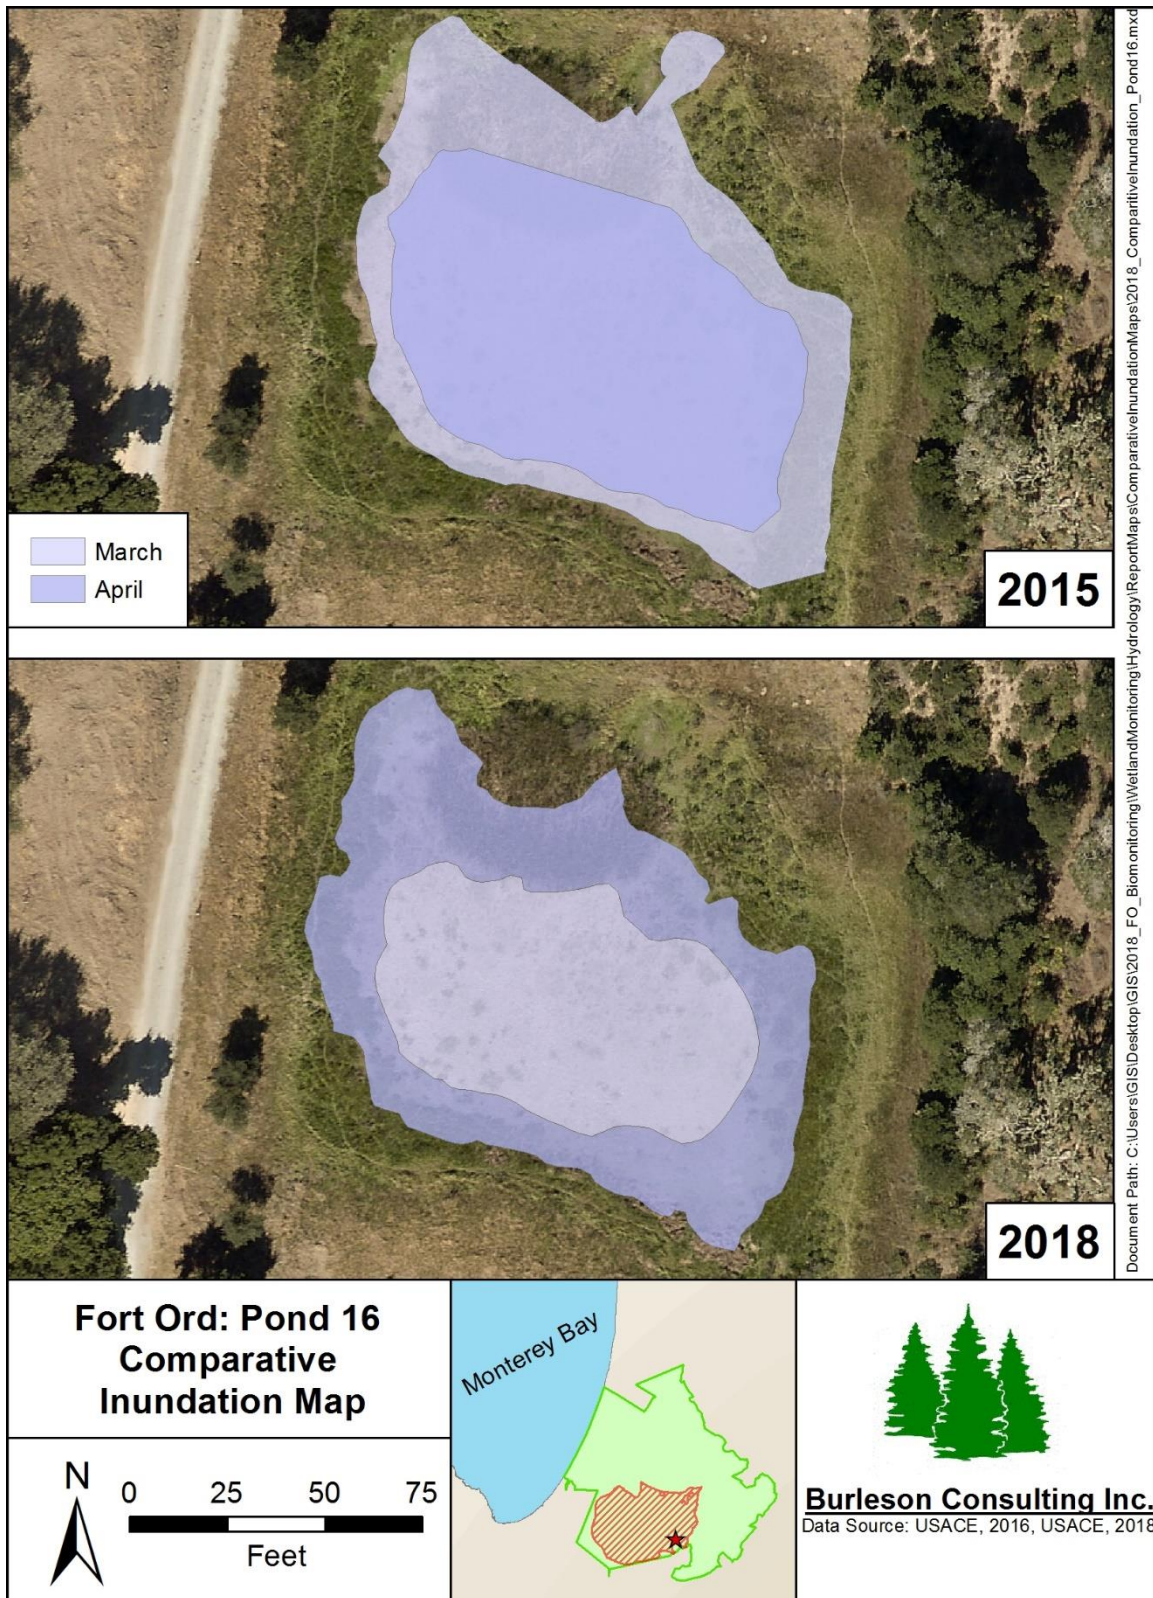 March
April
2015
2018
Document Path: C:\Users\GIS\Desktop\GIS\2018_FO_Biomonitoring\WetlandMonitoring\Hydrology\ReportMaps\ComparativeInundationMaps\2018_ComparitiveInundation_Pond16.mxd
Fort Ord: Pond 16
Comparative
Inundation Map
N
0 25 50 75
Feet
Monterey Bay
Burleson Consulting Inc.
Data Source: USACE, 2016, USACE, 2018